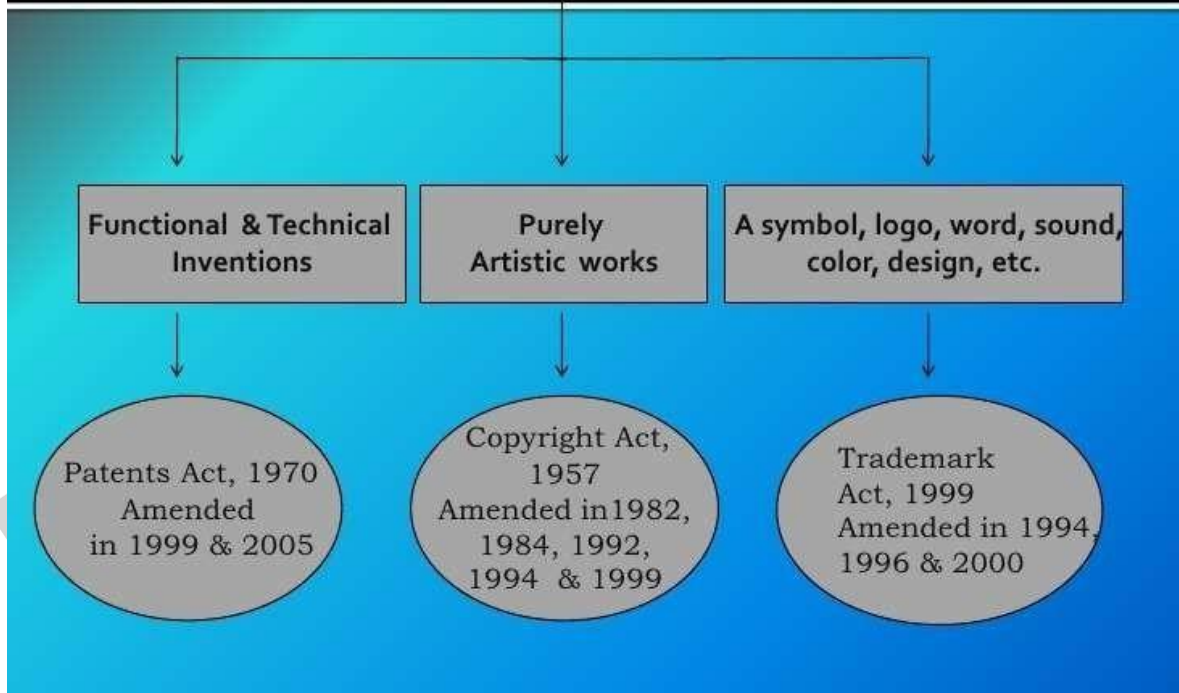 Functional & Technical
Inventions
Purely
Artistic works
A symbol, logo, word, sound,
color, design, etc.
Patents Act, 1970
Amended
in 1999 & 2005
Copyright Act,
1957
Amended in1982,
1984, 1992,
1994 & 1999
Trademark
Act, 1999
Amended in 1994,
1996 & 2000